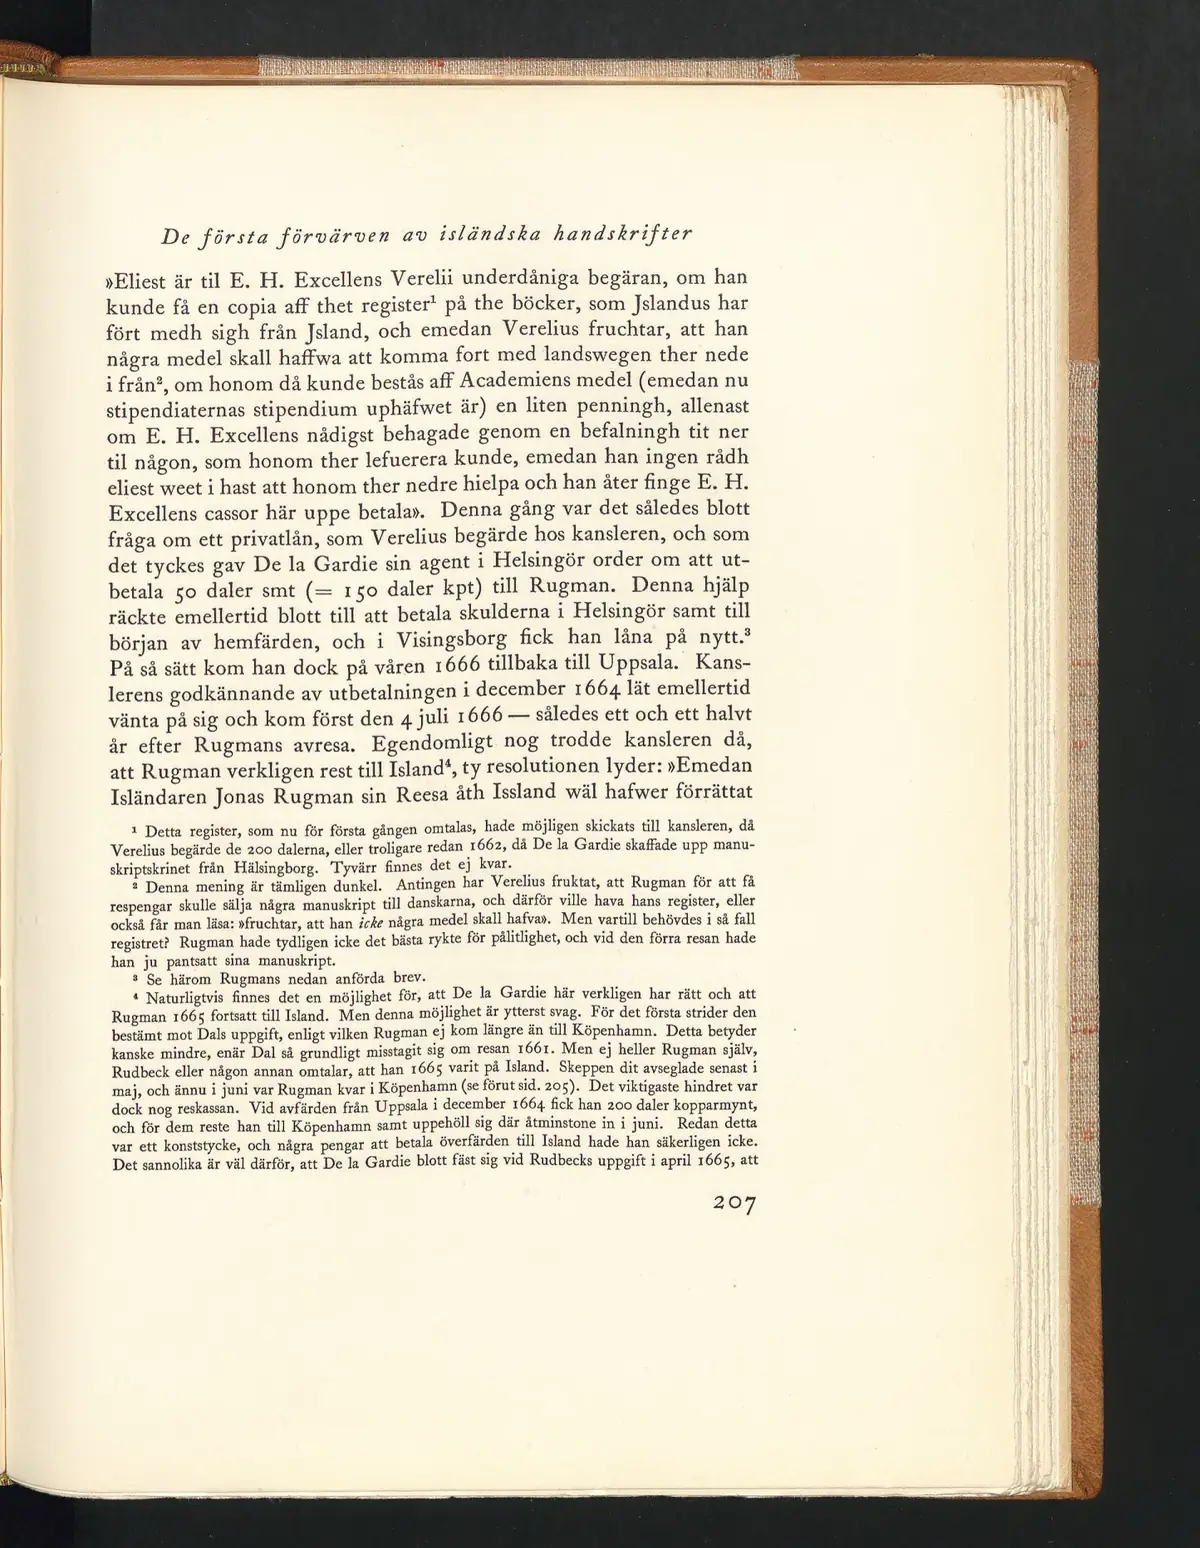 De första förvärven av isländska handskrifter
»Eliest är til E. H. Excellens Verelii underdåniga begäran, om han
kunde få en copia aff thet register¹ på the böcker, som Jslandus har
fört medh sigh från Jsland, och emedan Verelius fruchtar, att han
några medel skall haffwa att komma fort med landswegen ther nede
i från², om honom då kunde bestås aff Academiens medel (emedan nu
stipendiaternas stipendium uphäfwet är) en liten penningh, allenast
om E. H. Excellens nådigst behagade genom en befalningh tit ner
til någon, som honom ther lefuerera kunde, emedan han ingen rådh
eliest weet i hast att honom ther nedre hielpa och han åter finge E. H.
Excellens cassor här uppe betala». Denna gång var det således blott
fråga om ett privatlån, som Verelius begärde hos kansleren, och som
det tyckes gav De la Gardie sin agent i Helsingör order om att ut-
betala 50 daler smt (= 150 daler kpt) till Rugman. Denna hjälp
räckte emellertid blott till att betala skulderna i Helsingör samt till
början av hemfärden, och i Visingsborg fick han låna på nytt.³
På så sätt kom han dock på våren 1666 tillbaka till Uppsala. Kans-
lerens godkännande av utbetalningen i december 1664 lät emellertid
vänta på sig och kom först den 4 juli 1666 — således ett och ett halvt
år efter Rugmans avresa. Egendomligt nog trodde kansleren då,
att Rugman verkligen rest till Island⁴, ty resolutionen lyder: »Emedan
Isländaren Jonas Rugman sin Reesa åth Issland wäl hafwer förrättat
¹ Detta register, som nu för första gången omtalas, hade möjligen skickats till kansleren, då
Verelius begärde de 200 dalerna, eller troligare redan 1662, då De la Gardie skaffade upp manu-
skriptskrinet från Hälsingborg. Tyvärr finnes det ej kvar.
² Denna mening är tämligen dunkel. Antingen har Verelius fruktat, att Rugman för att få
respengar skulle sälja några manuskript till danskarna, och därför ville hava hans register, eller
också får man läsa: »fruchtar, att han icke några medel skall hafva». Men vartill behövdes i så fall
registret? Rugman hade tydligen icke det bästa rykte för pålitlighet, och vid den förra resan hade
han ju pantsatt sina manuskript.
³ Se härom Rugmans nedan anförda brev.
⁴ Naturligtvis finnes det en möjlighet för, att De la Gardie här verkligen har rätt och att
Rugman 1665 fortsatt till Island. Men denna möjlighet är ytterst svag. För det första strider den
bestämt mot Dals uppgift, enligt vilken Rugman ej kom längre än till Köpenhamn. Detta betyder
kanske mindre, enär Dal så grundligt misstagit sig om resan 1661. Men ej heller Rugman själv,
Rudbeck eller någon annan omtalar, att han 1665 varit på Island. Skeppen dit avseglade senast i
maj, och ännu i juni var Rugman kvar i Köpenhamn (se förut sid. 205). Det viktigaste hindret var
dock nog reskassan. Vid avfärden från Uppsala i december 1664 fick han 200 daler kopparmynt,
och för dem reste han till Köpenhamn samt uppehöll sig där åtminstone in i juni. Redan detta
var ett konststycke, och några pengar att betala överfärden till Island hade han säkerligen icke.
Det sannolika är väl därför, att De la Gardie blott fäst sig vid Rudbecks uppgift i april 1665, att
207